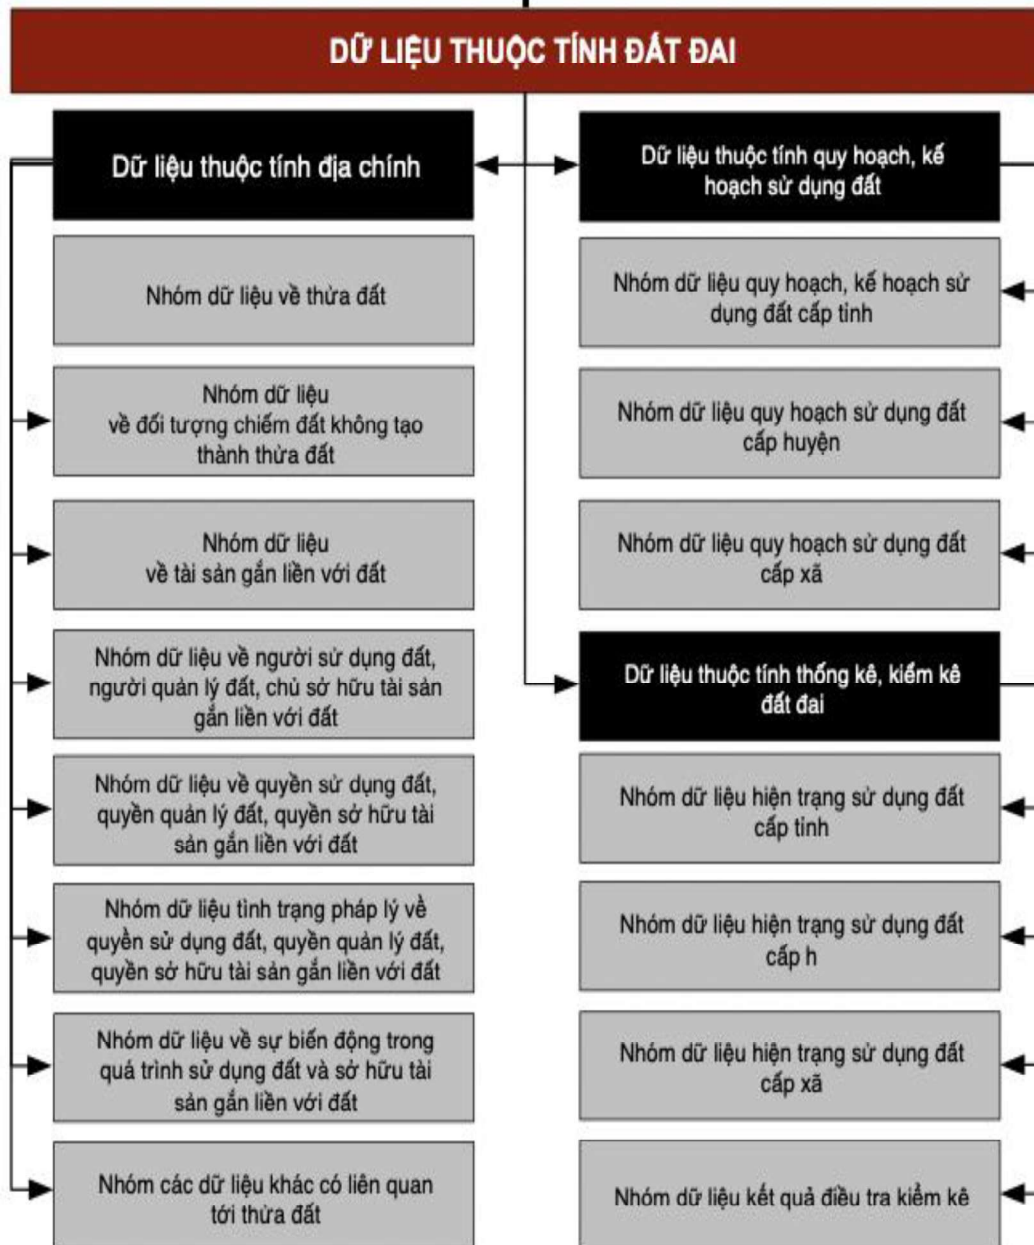 DỮ LIỆU THUỘC TÍNH ĐẤT ĐAI
Dữ liệu thuộc tính địa chính
Nhóm dữ liệu về thửa đất
Nhóm dữ liệu
về đối tượng chiếm đất không tạo
thành thửa đất
Nhóm dữ liệu
về tài sản gắn liền với đất
Nhóm dữ liệu về người sử dụng đất,
người quản lý đất, chủ sở hữu tài sản
gắn liền với đất
Nhóm dữ liệu về quyền sử dụng đất,
quyền quản lý đất, quyền sở hữu tài
sản gắn liền với đất
Nhóm dữ liệu tình trạng pháp lý về
quyền sử dụng đất, quyền quản lý đất,
quyền sở hữu tài sản gắn liền với đất
Nhóm dữ liệu về sự biến động trong
quá trình sử dụng đất và sở hữu tài
sản gắn liền với đất
Nhóm các dữ liệu khác có liên quan
tới thửa đất
Dữ liệu thuộc tính quy hoạch, kế
hoạch sử dụng đất
Nhóm dữ liệu quy hoạch, kế hoạch sử
dụng đất cấp tỉnh
Nhóm dữ liệu quy hoạch sử dụng đất
cấp huyện
Nhóm dữ liệu quy hoạch sử dụng đất
cấp xã
Dữ liệu thuộc tính thống kê, kiểm kê
đất đai
Nhóm dữ liệu hiện trạng sử dụng đất
cấp tỉnh
Nhóm dữ liệu hiện trạng sử dụng đất
cấp h
Nhóm dữ liệu hiện trạng sử dụng đất
cấp xã
Nhóm dữ liệu kết quả điều tra kiểm kê